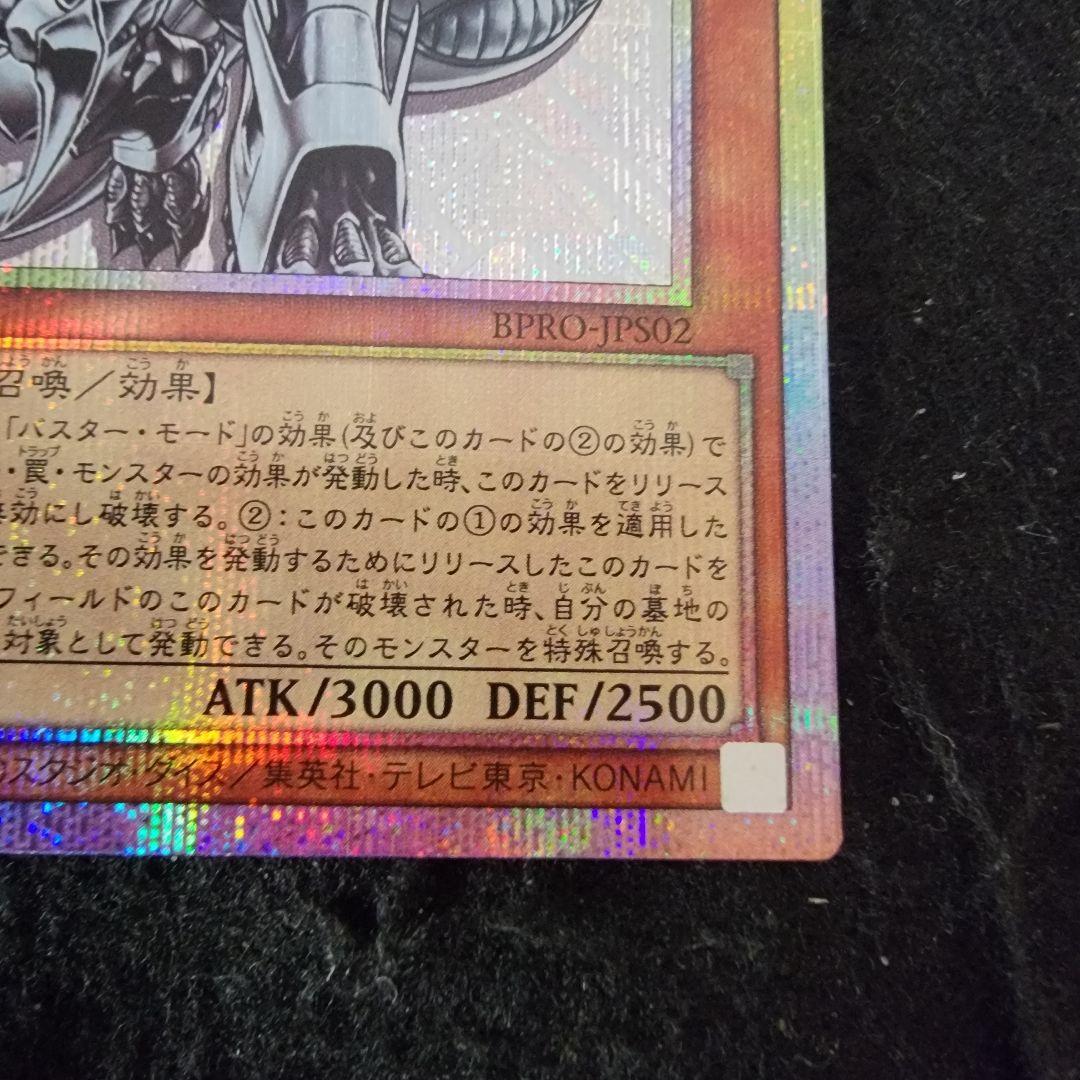 BPRO-JPS02
召喚／効果】
「バスター・モード」の効果(及びこのカードの②の効果)で
・罠・モンスターの効果が発動した時、このカードをリリース
効にし破壊する。②：このカードの①の効果を適用した
きる。その効果を発動するためにリリースしたこのカードを
フィールドのこのカードが破壊された時、自分の墓地の
対象として発動できる。そのモンスターを特殊召喚する。
ATK/3000 DEF/2500
スタジオ・ダイス／集英社・テレビ東京・KONAMI